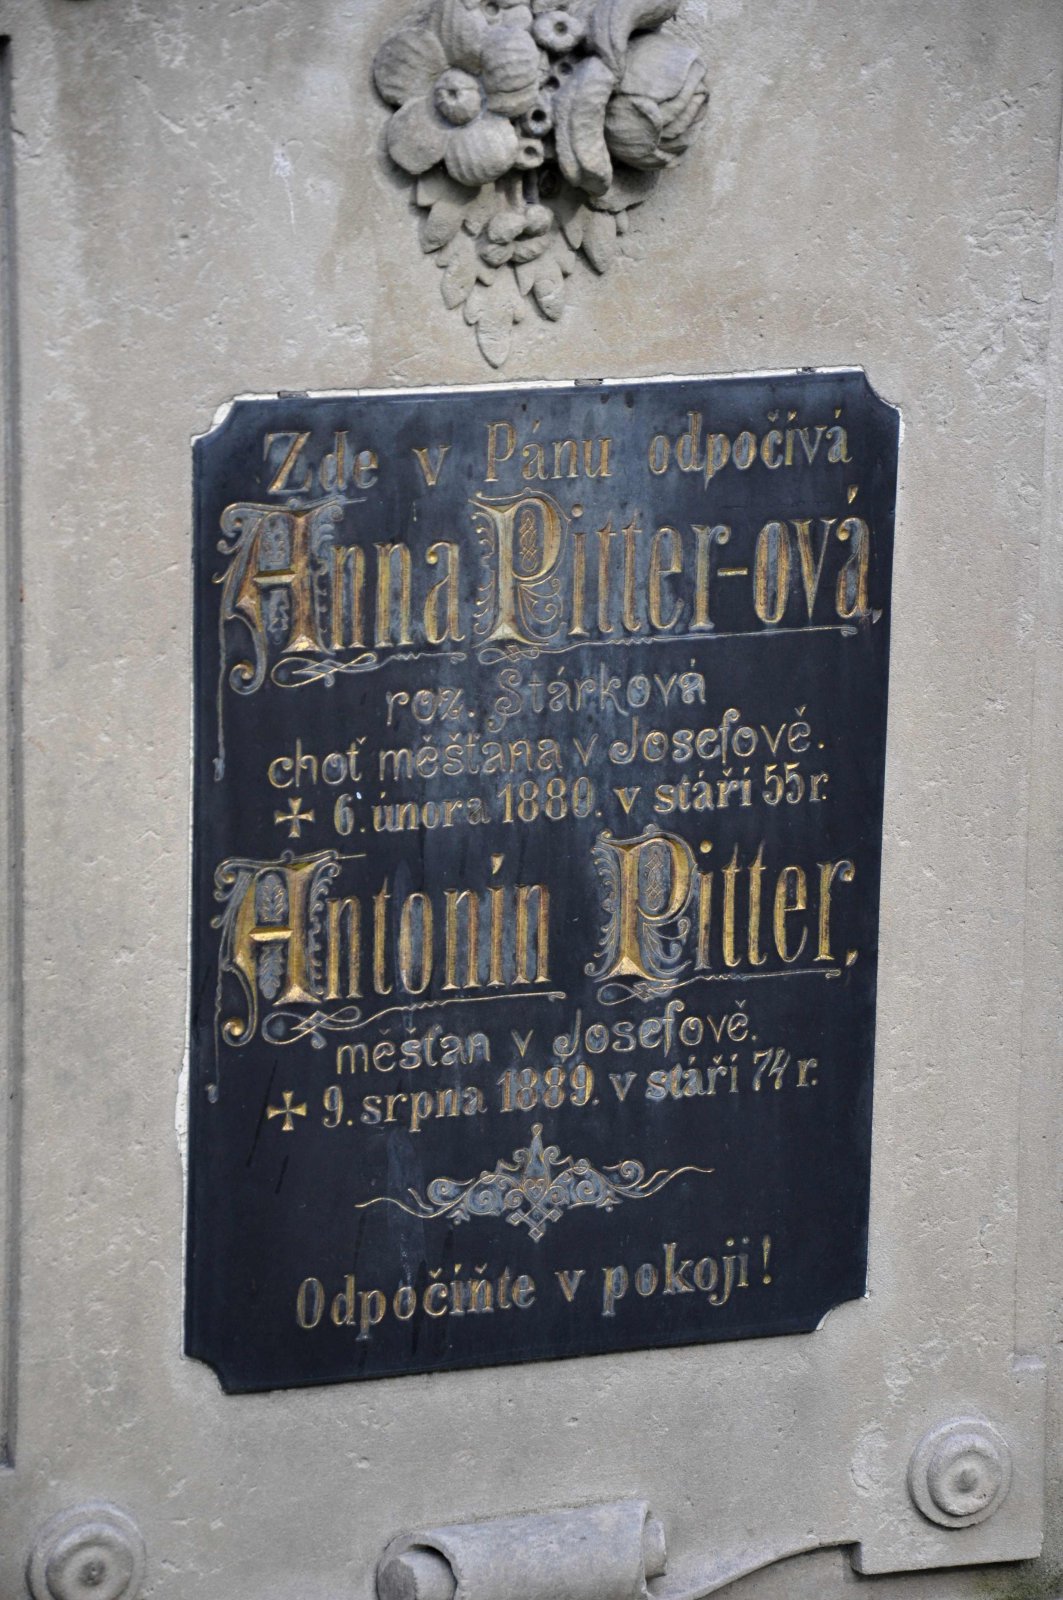 Zde v Pánu odpočívá
Anna Pitter-ová,
roz. Stárková
choť měšťana v Josefově.
+ 6. února 1880. v stáří 55 r.
Antonín Pitter,
měšťan v Josefově.
+ 9. srpna 1889. v stáří 74 r.
Odpočiňte v pokoji!